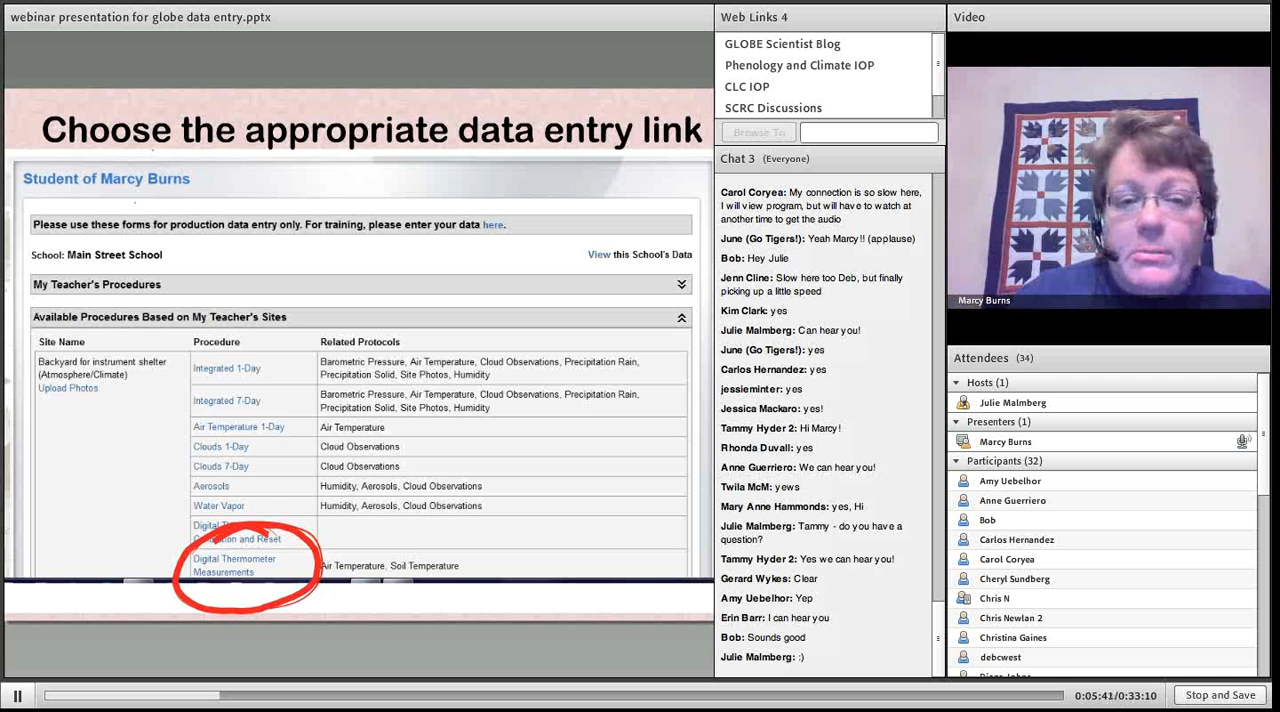 webinar presentation for globe data entry.pptx
Choose the appropriate data entry link
Student of Marcy Burns
Please use these forms for production data entry only. For training, please enter your data here.
School: Main Street School
View this School's Data
My Teacher's Procedures
Available Procedures Based on My Teacher's Sites
Site Name Procedure Related Protocols
Backyard for instrument shelter
(Atmosphere/Climate)
Upload Photos
Integrated 1-Day
Barometric Pressure, Air Temperature, Cloud Observations, Precipitation Rain,
Precipitation Solid, Site Photos, Humidity
Integrated 7-Day
Barometric Pressure, Air Temperature, Cloud Observations, Precipitation Rain,
Precipitation Solid, Site Photos, Humidity
Air Temperature 1-Day Air Temperature
Clouds 1-Day Cloud Observations
Clouds 7-Day Cloud Observations
Aerosols Humidity, Aerosols, Cloud Observations
Water Vapor Humidity, Aerosols, Cloud Observations
Digital
and Reset
Digital Thermometer
Measurements
Air Temperature, Soil Temperature
Web Links 4
GLOBE Scientist Blog
Phenology and Climate IOP
CLC IOP
SCRC Discussions
Browse To
Chat 3 (Everyone)
Carol Coryea: My connection is so slow here,
I will view program, but will have to watch at
another time to get the audio
June (Go Tigers!): Yeah Marcy!! (applause)
Bob: Hey Julie
Jenn Cline: Slow here too Deb, but finally
picking up a little speed
Kim Clark: yes
Julie Malmberg: Can hear you!
June (Go Tigers!): yes
Carlos Hernandez: yes
jessieminter: yes
Jessica Mackaro: yes!
Tammy Hyder 2: Hi Marcy!
Rhonda Duvall: yes
Anne Guerriero: We can hear you!
Twila McM: yews
Mary Anne Hammonds: yes, Hi
Julie Malmberg: Tammy - do you have a
question?
Tammy Hyder 2: Yes we can hear you!
Gerard Wykes: Clear
Amy Uebelhor: Yep
Erin Barr: I can hear you
Bob: Sounds good
Julie Malmberg: :)
Video
Marcy Burns
Attendees (34)
Hosts (1)
Julie Malmberg
Presenters (1)
Marcy Burns
Participants (32)
Amy Uebelhor
Anne Guerriero
Bob
Carlos Hernandez
Carol Coryea
Cheryl Sundberg
Chris N
Chris Newlan 2
Christina Gaines
debcwest
0:05:41/0:33:10
Stop and Save